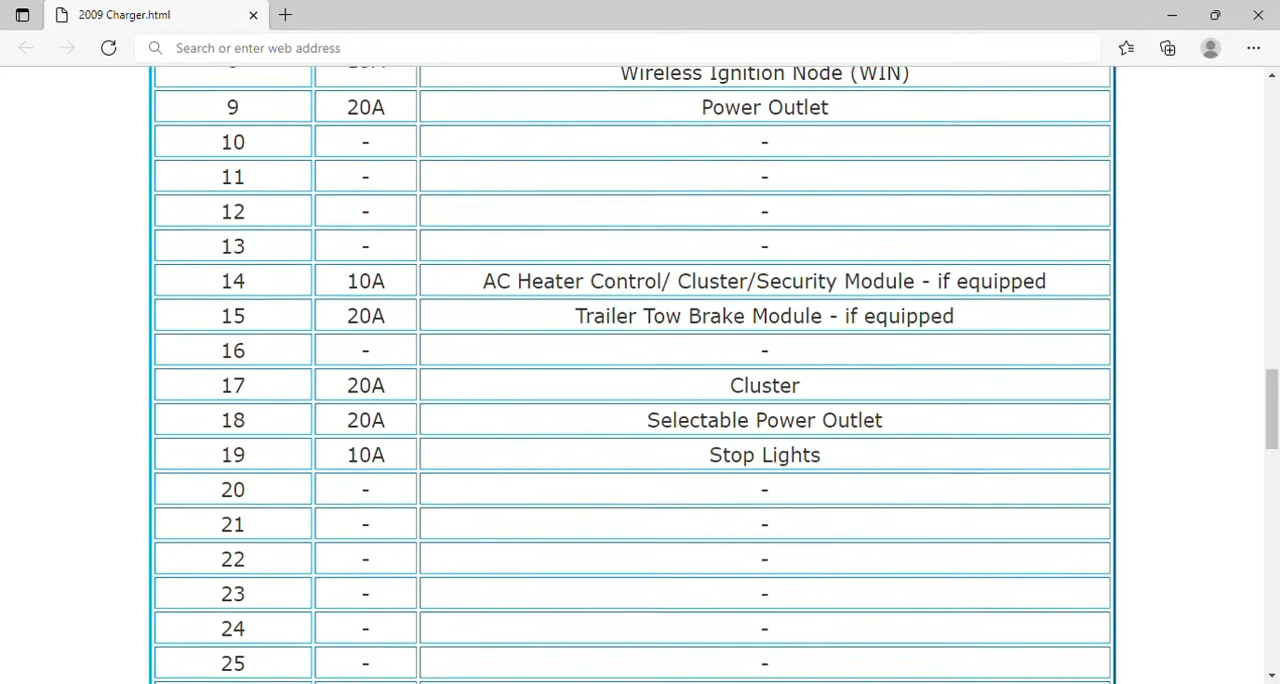 2009 Charger.html
Search or enter web address
Wireless Ignition Node (WIN)
9 20A Power Outlet
10 - -
11 - -
12 - -
13 - -
14 10A AC Heater Control/ Cluster/Security Module - if equipped
15 20A Trailer Tow Brake Module - if equipped
16 - -
17 20A Cluster
18 20A Selectable Power Outlet
19 10A Stop Lights
20 - -
21 - -
22 - -
23 - -
24 - -
25 - -